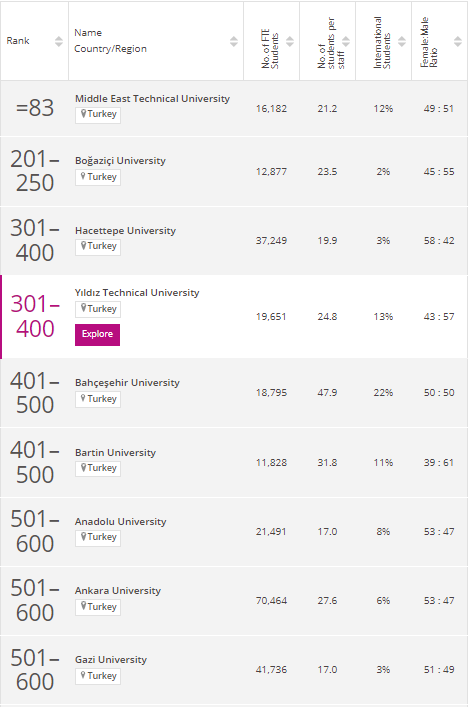 Rank
Name
Country/Region
No. of FTE
Students
No. of
students per
staff
International
Students
Female:Male
Ratio
=83
Middle East Technical University
Turkey
16,182 21.2 12% 49 : 51
201–
250
Boğaziçi University
Turkey
12,877 23.5 2% 45 : 55
301–
400
Hacettepe University
Turkey
37,249 19.9 3% 58 : 42
301–
400
Yıldız Technical University
Turkey
Explore
19,651 24.8 13% 43 : 57
401–
500
Bahçeşehir University
Turkey
18,795 47.9 22% 50 : 50
401–
500
Bartin University
Turkey
11,828 31.8 11% 39 : 61
501–
600
Anadolu University
Turkey
21,491 17.0 8% 53 : 47
501–
600
Ankara University
Turkey
70,464 27.6 6% 53 : 47
501–
600
Gazi University
Turkey
41,736 17.0 3% 51 : 49